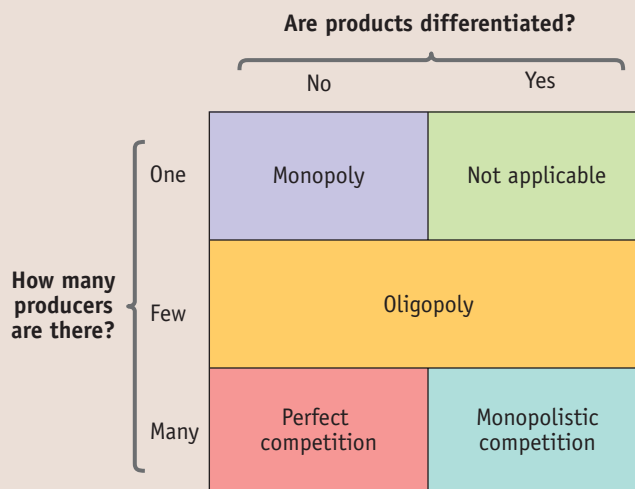 Are products differentiated?
No
Yes
One
Monopoly
Not applicable
How many
producers
are there?
Few
Oligopoly
Many
Perfect
competition
Monopolistic
competition